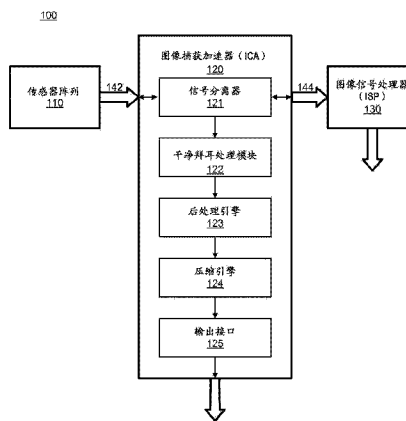 100
图像捕获加速器（ICA）
120
传感器阵列
110
142
信号分离器
121
144
图像信号处理器
（ISP）
130
干净拜耳处理模块
122
后处理引擎
123
压缩引擎
124
输出接口
125